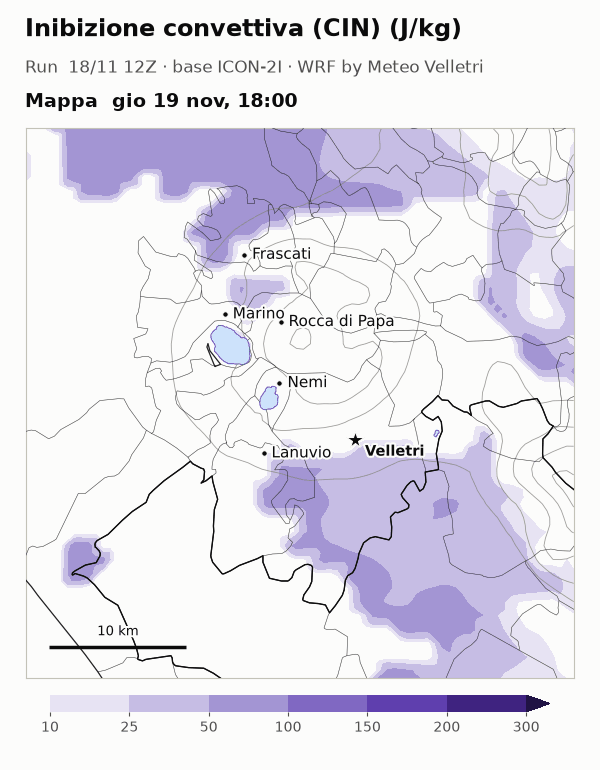 Inibizione convettiva (CIN) (J/kg)
Run  18/11 12Z · base ICON-2I · WRF by Meteo Velletri
Mappa  gio 19 nov, 18:00
Frascati
Marino
Rocca di Papa
Nemi
Velletri
Lanuvio
10 km
10 25 50 100 150 200 300